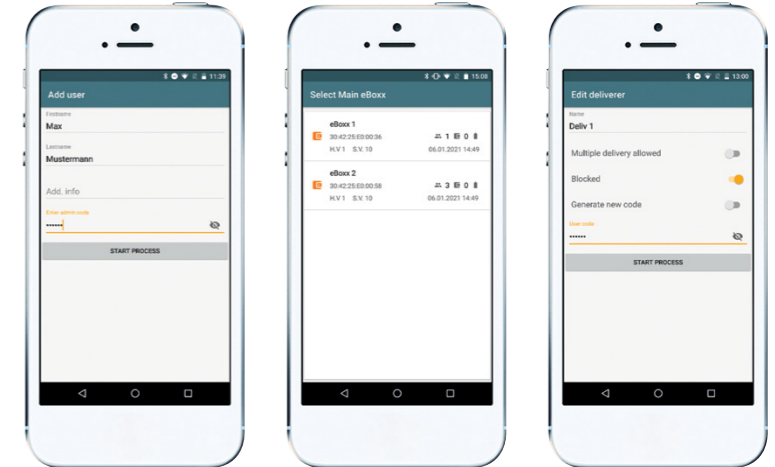 11:39
Add user
Firstname
Max
Lastname
Mustermann
Add. info
Enter admin code
••••••
START PROCESS
15:08
Select Main eBoxx
eBoxx 1
30:42:25:E0:00:36 1 0
H.V 1 S.V. 10 06.01.2021 14:49
eBoxx 2
30:42:25:E0:00:58 3 0
H.V 1 S.V. 10 06.01.2021 14:49
13:00
Edit deliverer
Name
Deliv 1
Multiple delivery allowed
Blocked
Generate new code
User code
••••••
START PROCESS